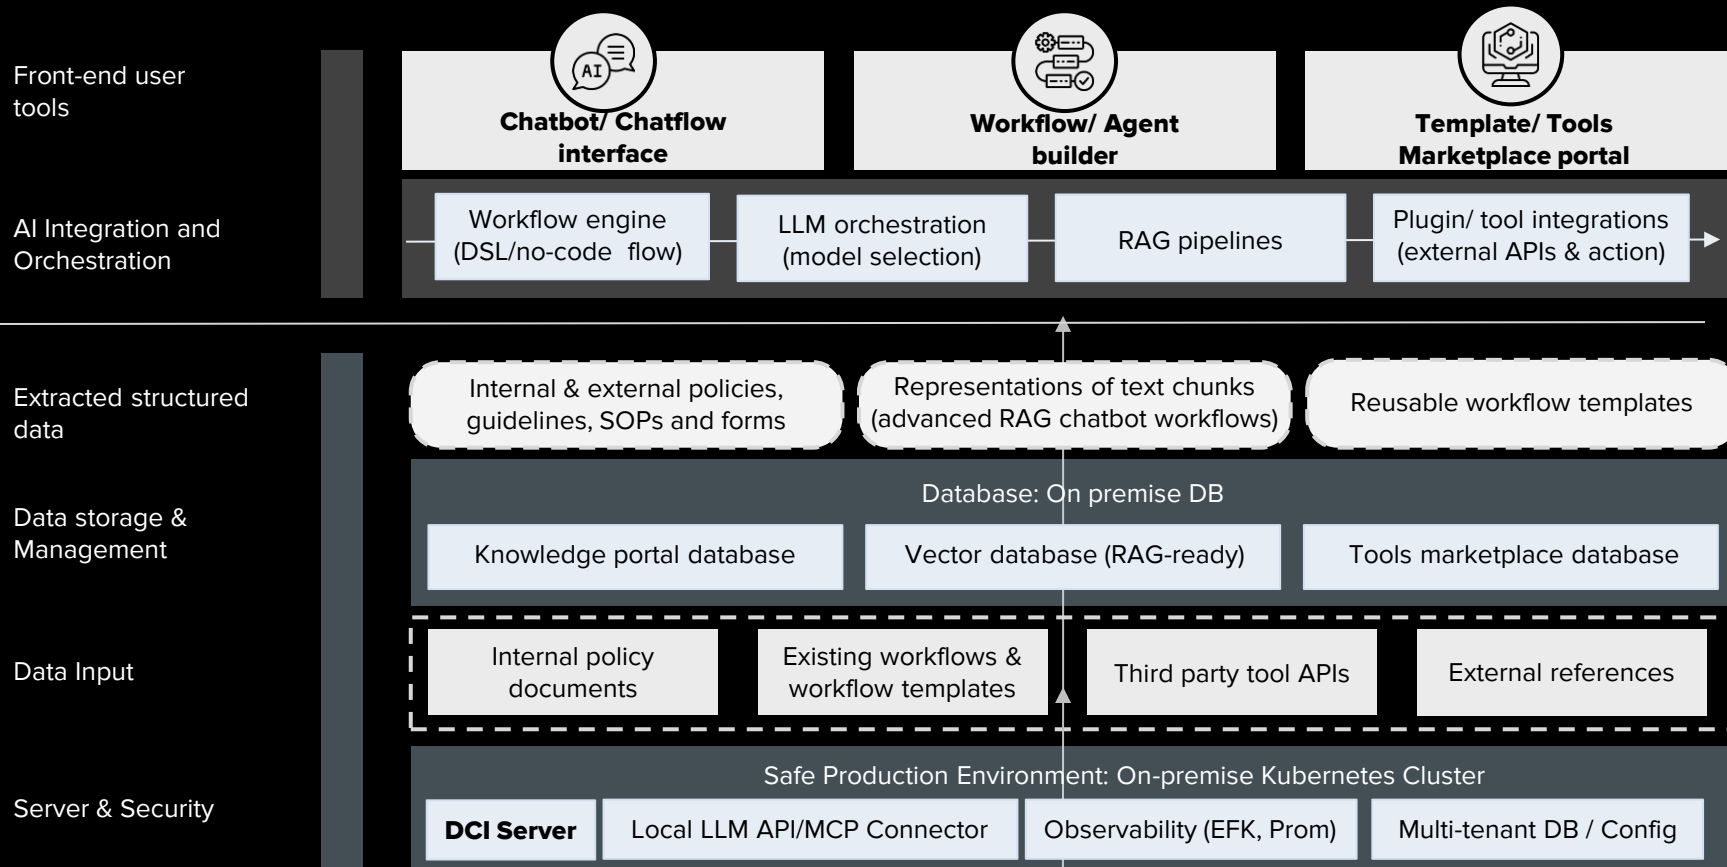 Front-end user
tools
AI
Chatbot/ Chatflow
interface
Workflow/ Agent
builder
Template/ Tools
Marketplace portal
AI Integration and
Orchestration
Workflow engine
(DSL/no-code flow)
LLM orchestration
(model selection)
RAG pipelines
Plugin/ tool integrations
(external APIs & action)
Extracted structured
data
Internal & external policies,
guidelines, SOPs and forms
Representations of text chunks
(advanced RAG chatbot workflows)
Reusable workflow templates
Data storage &
Management
Database: On premise DB
Knowledge portal database
Vector database (RAG-ready)
Tools marketplace database
Data Input
Internal policy
documents
Existing workflows &
workflow templates
Third party tool APIs
External references
Server & Security
Safe Production Environment: On-premise Kubernetes Cluster
DCI Server
Local LLM API/MCP Connector
Observability (EFK, Prom)
Multi-tenant DB / Config